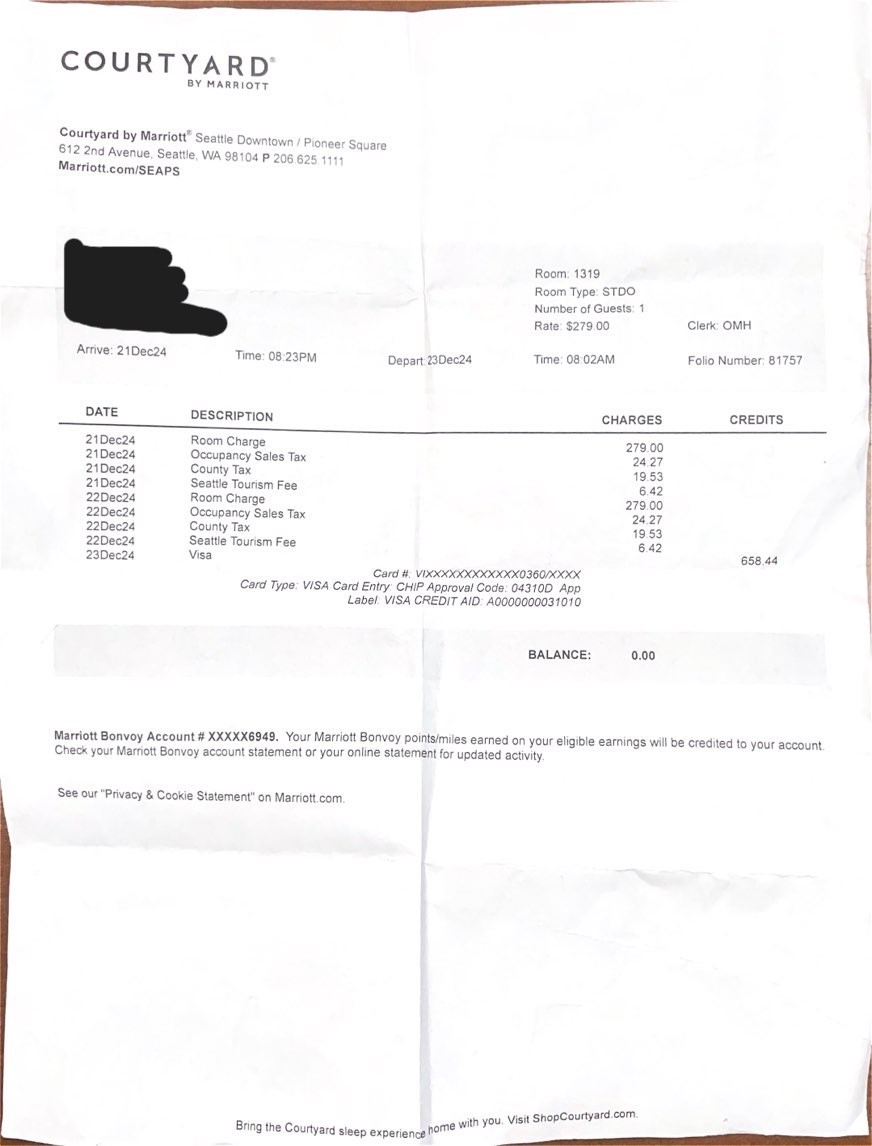 COURTYARD®
BY MARRIOTT
Courtyard by Marriott® Seattle Downtown / Pioneer Square
612 2nd Avenue, Seattle, WA 98104 P 206.625.1111
Marriott.com/SEAPS
Room: 1319
Room Type: STDO
Number of Guests: 1
Rate: $279.00 Clerk: OMH
Arrive: 21Dec24 Time: 08:23PM Depart 23Dec24 Time: 08:02AM Folio Number: 81757
DATE DESCRIPTION CHARGES CREDITS
21Dec24 Room Charge 279.00
21Dec24 Occupancy Sales Tax 24.27
21Dec24 County Tax 19.53
21Dec24 Seattle Tourism Fee 6.42
22Dec24 Room Charge 279.00
22Dec24 Occupancy Sales Tax 24.27
22Dec24 County Tax 19.53
22Dec24 Seattle Tourism Fee 6.42
23Dec24 Visa 658.44
Card #: VIXXXXXXXXXXXX0360/XXXX
Card Type: VISA Card Entry: CHIP Approval Code: 04310D App
Label: VISA CREDIT AID: A0000000031010
BALANCE: 0.00
Marriott Bonvoy Account # XXXXX6949. Your Marriott Bonvoy points/miles earned on your eligible earnings will be credited to your account.
Check your Marriott Bonvoy account statement or your online statement for updated activity.
See our "Privacy & Cookie Statement" on Marriott.com.
Bring the Courtyard sleep experience home with you. Visit ShopCourtyard.com.